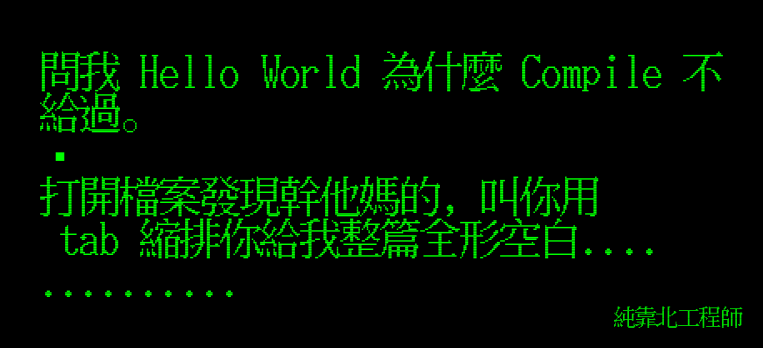 問我 Hello World 為什麼 Compile 不
給過。
.
打開檔案發現幹他媽的, 叫你用
tab 縮排你給我整篇全形空白....
..........
純靠北工程師